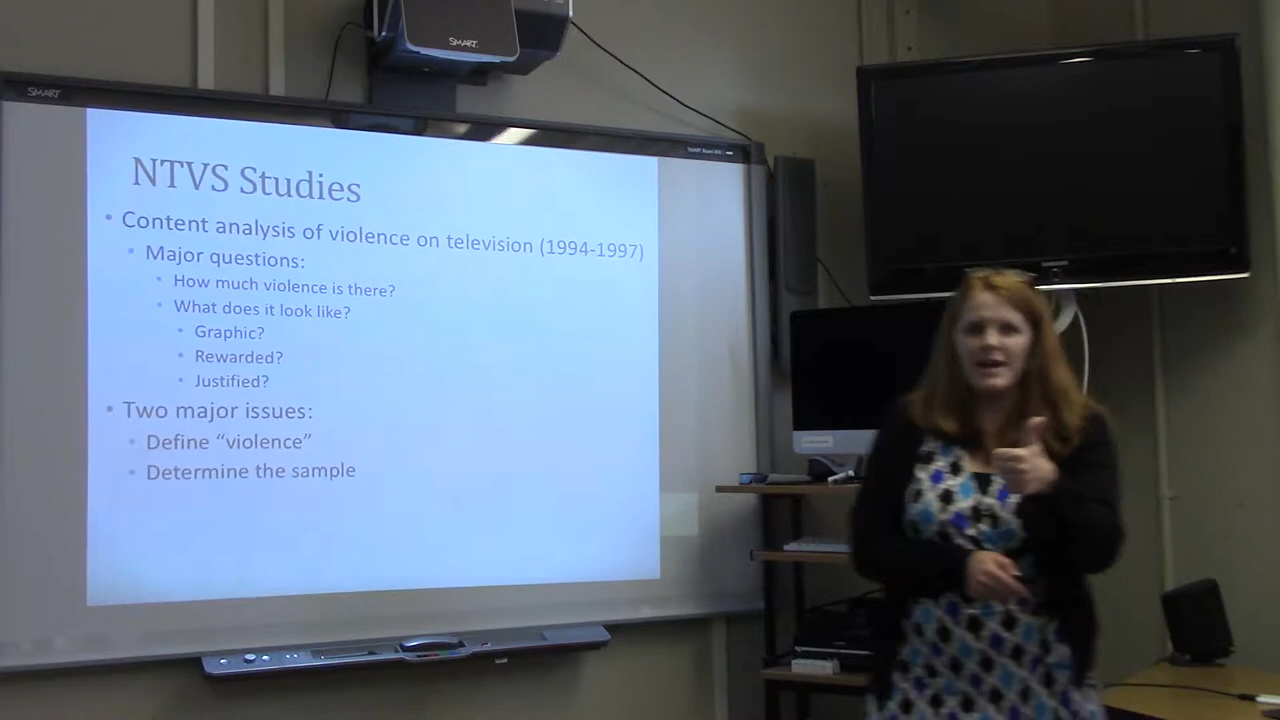 SMART
SMART
NTVS Studies
• Content analysis of violence on television (1994-1997)
• Major questions:
• How much violence is there?
• What does it look like?
• Graphic?
• Rewarded?
• Justified?
• Two major issues:
• Define “violence”
• Determine the sample